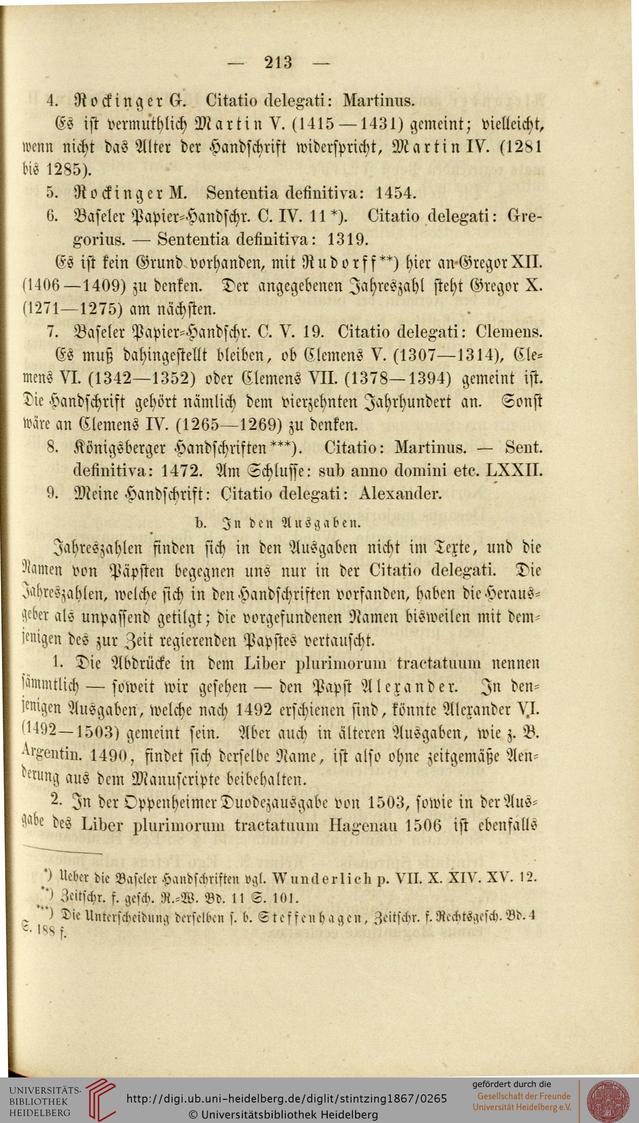 — 213 —
4. Rockinger G. Citatio delegati: Martinus.
Es ist vermuthlich Martin V. (1415—1431) gemeint; vielleicht,
wenn nicht das Alter der Handschrift widerspricht, Martin IV. (1281
bis 1285).
5. Rockinger M. Sententia definitiva: 1454.
6. Baseler Papier-Handschr. C. IV. 11*). Citatio delegati: Gre-
gorius. — Sententia definitiva: 1319.
Es ist kein Grund vorhanden, mit Rudorff**) hier an Gregor XII.
(1406—1409) zu denken. Der angegebenen Jahreszahl steht Gregor X.
(1271—1275) am nächsten.
7. Baseler Papier-Handschr. C. V. 19. Citatio delegati: Clemens.
Es muß dahingestellt bleiben, ob Clemens V. (1307—1314), Cle-
mens VI. (1342—1352) oder Clemens VII. (1378—1394) gemeint ist.
Die Handschrift gehört nämlich dem vierzehnten Jahrhundert an. Sonst
wäre an Clemens IV. (1265—1269) zu denken.
8. Königsberger Handschriften***). Citatio: Martinus. — Sent.
definitiva: 1472. Am Schlusse: sub anno domini etc. LXXII.
9. Meine Handschrift: Citatio delegati: Alexander.
b. In den Ausgaben.
Jahreszahlen finden sich in den Ausgaben nicht im Texte, und die
Namen von Päpsten begegnen uns nur in der Citatio delegati. Die
Jahreszahlen, welche sich in den Handschriften vorfanden, haben die Heraus-
geber als unpassend getilgt; die vorgefundenen Namen bisweilen mit dem-
jenigen des zur Zeit regierenden Papstes vertauscht.
1. Die Abdrücke in dem Liber plurimorum tractatuum nennen
sämmtlich — soweit wir gesehen — den Papst Alexander. In den-
jenigen Ausgaben, welche nach 1492 erschienen sind, könnte Alexander VI.
(1492—1503) gemeint sein. Aber auch in älteren Ausgaben, wie z. B.
Argentin. 1490, findet sich derselbe Name, ist also ohne zeitgemäße Aen-
derung aus dem Manuscripte beibehalten.
2. In der Oppenheimer Duodezausgabe von 1503, sowie in der Aus-
gabe des Liber plurimorum tractatuum Hagenau 1506 ist ebenfalls
*) Ueber die Baseler Handschriften vgl. Wunderlich p. VII. X. XIV. XV. 12.
**) Zeitschr. f. gesch. R.-W. Bd. 11 S. 101.
***) Die Unterscheidung derselben s. b. Steffenhagen, Zeitschr. f. Rechtsgesch. Bd. 4
S. 188 f.
UNIVERSITÄTS-
BIBLIOTHEK
HEIDELBERG
http://digi.ub.uni-heidelberg.de/diglit/stintzing1867/0265
© Universitätsbibliothek Heidelberg
gefördert durch die
Gesellschaft der Freunde
Universität Heidelberg e.V.